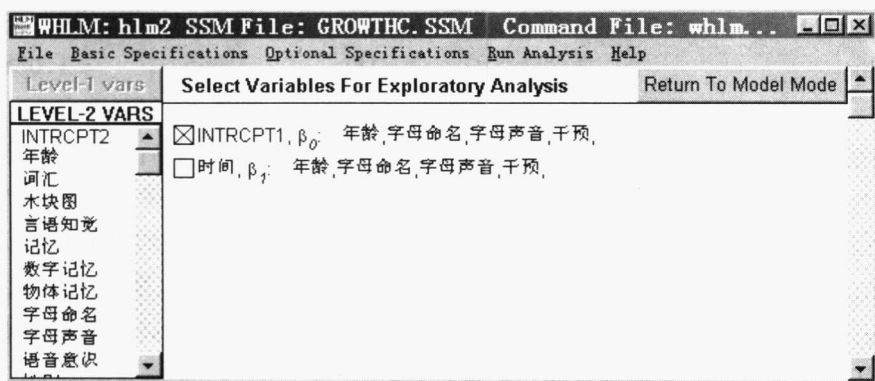 WHLM: hlm2 SSM File: GROWTHC.SSM Command File: whlm...
File Basic Specifications Optional Specifications Run Analysis Help
Level-1 vars
Select Variables For Exploratory Analysis
Return To Model Mode
LEVEL-2 VARS
INTRCPT2
年龄
词汇
木块图
言语知觉
记忆
数字记忆
物体记忆
字母命名
字母声音
语音意识
INTRCPT1, β0: 年龄,字母命名,字母声音,干预,
时间, β1: 年龄,字母命名,字母声音,干预,